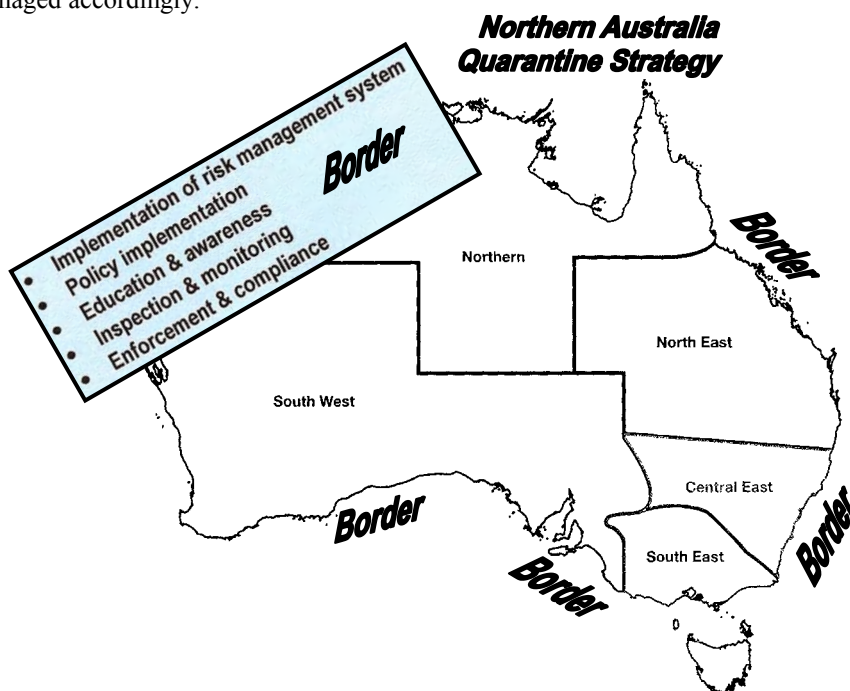 naged accordingly.
Northern Australia
Quarantine Strategy
Border
• Implementation of risk management system
• Policy implementation
• Education & awareness
• Inspection & monitoring
• Enforcement & compliance
Border
Northern
North East
South West
Central East
Border
Border
South East
Border